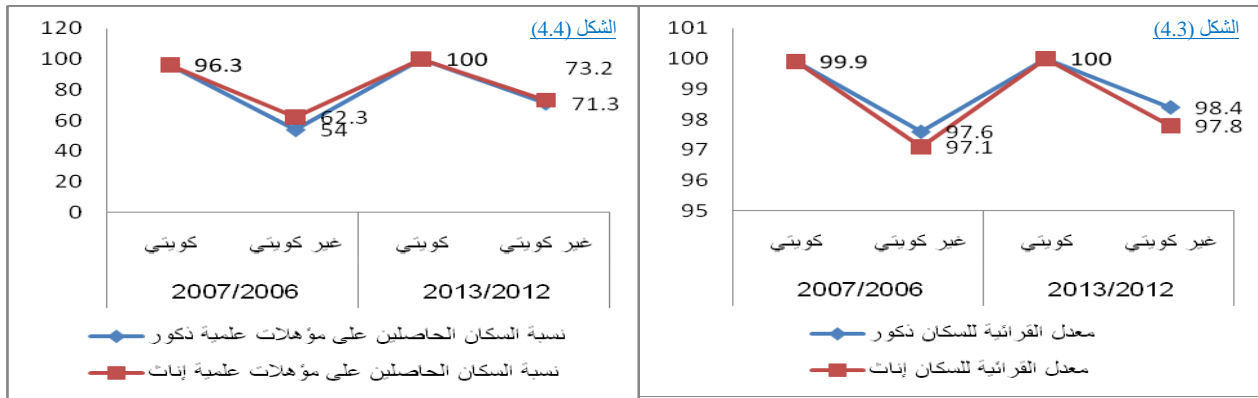 الشكل (4.3)
101
100
99
98
97
96
95
99.9
97.6
97.1
100
98.4
97.8
كويتي
غير كويتي
كويتي
غير كويتي
2007/2006
2013/2012
معدل القرائية للسكان ذكور
معدل القرائية للسكان إناث
الشكل (4.4)
120
100
80
60
40
20
0
96.3
62.3
54
100
73.2
71.3
كويتي
غير كويتي
كويتي
غير كويتي
2007/2006
2013/2012
نسبة السكان الحاصلين على مؤهلات علمية ذكور
نسبة السكان الحاصلين على مؤهلات علمية إناث